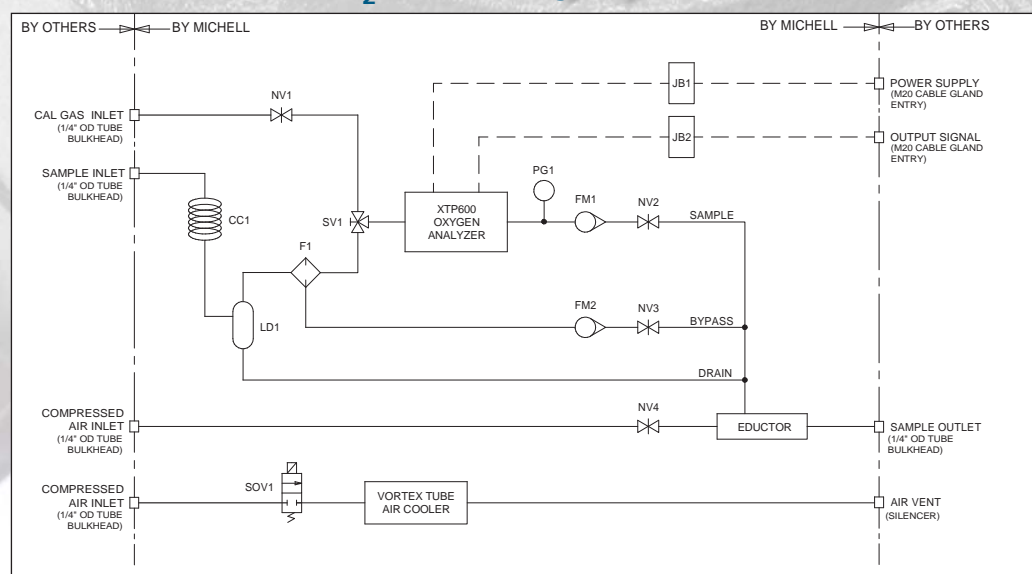 2
BY OTHERS
BY MICHELL
BY MICHELL
BY OTHERS
JB1
POWER SUPPLY
(M20 CABLE GLAND
ENTRY)
NV1
CAL GAS INLET
(1/4" OD TUBE
BULKHEAD)
JB2
OUTPUT SIGNAL
(M20 CABLE GLAND
ENTRY)
SAMPLE INLET
(1/4" OD TUBE
BULKHEAD)
PG1
CC1
SV1
XTP600
OXYGEN
ANALYZER
FM1
NV2
SAMPLE
F1
LD1
FM2
NV3
BYPASS
DRAIN
COMPRESSED
AIR INLET
(1/4" OD TUBE
BULKHEAD)
NV4
EDUCTOR
SAMPLE OUTLET
(1/4" OD TUBE
BULKHEAD)
COMPRESSED
AIR INLET
(1/4" OD TUBE
BULKHEAD)
SOV1
VORTEX TUBE
AIR COOLER
AIR VENT
(SILENCER)